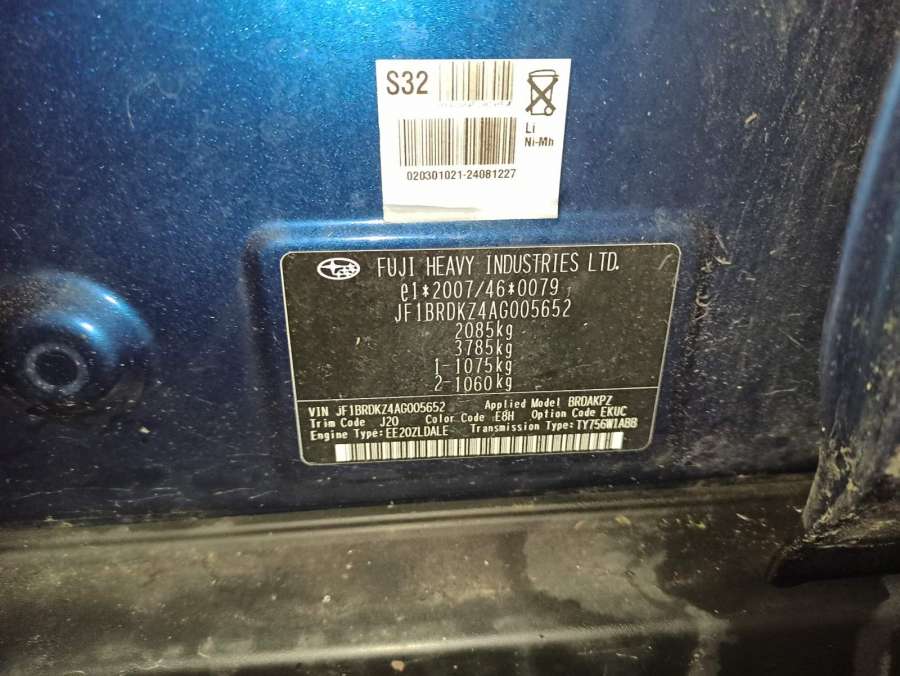 S32
Li
Ni-Mh
020301021-24081227
FUJI HEAVY INDUSTRIES LTD.
e1*2007/46*0079
JF1BRDKZ4AG005652
2085kg
3785kg
1-1075kg
2-1060kg
VIN JF1BRDKZ4AG005652 Applied Model BRDAKPZ
Trim Code J20 Color Code E8H Option Code EKUC
Engine Type:EE20ZLDALE Transmission Type:TY756W1ABB